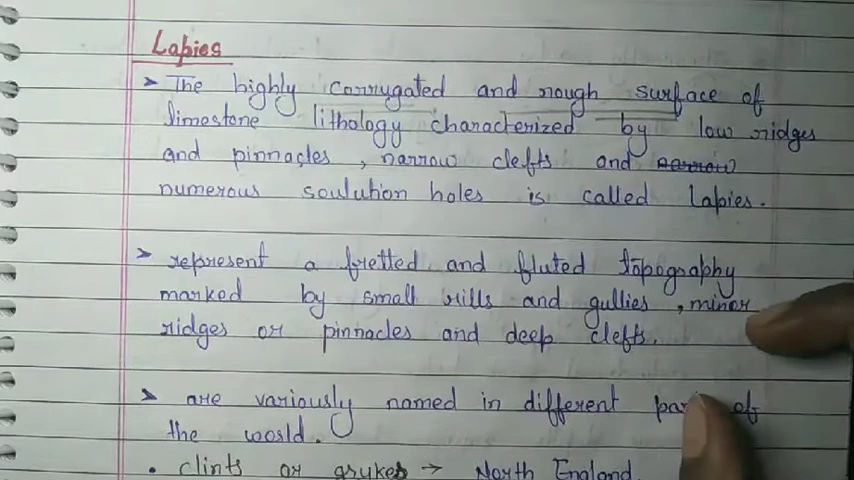 Lapies
➤ The highly corrugated and rough surface of
limestone lithology characterized by low ridges
and pinnacles, narrow clefts and narrow
numerous soulution holes is called lapies.
➤ represent a fretted and fluted topography
marked by small rills and gullies, minor
ridges or pinnacles and deep clefts.
➤ are variously named in different of
the world.
• clints or grykes → North England